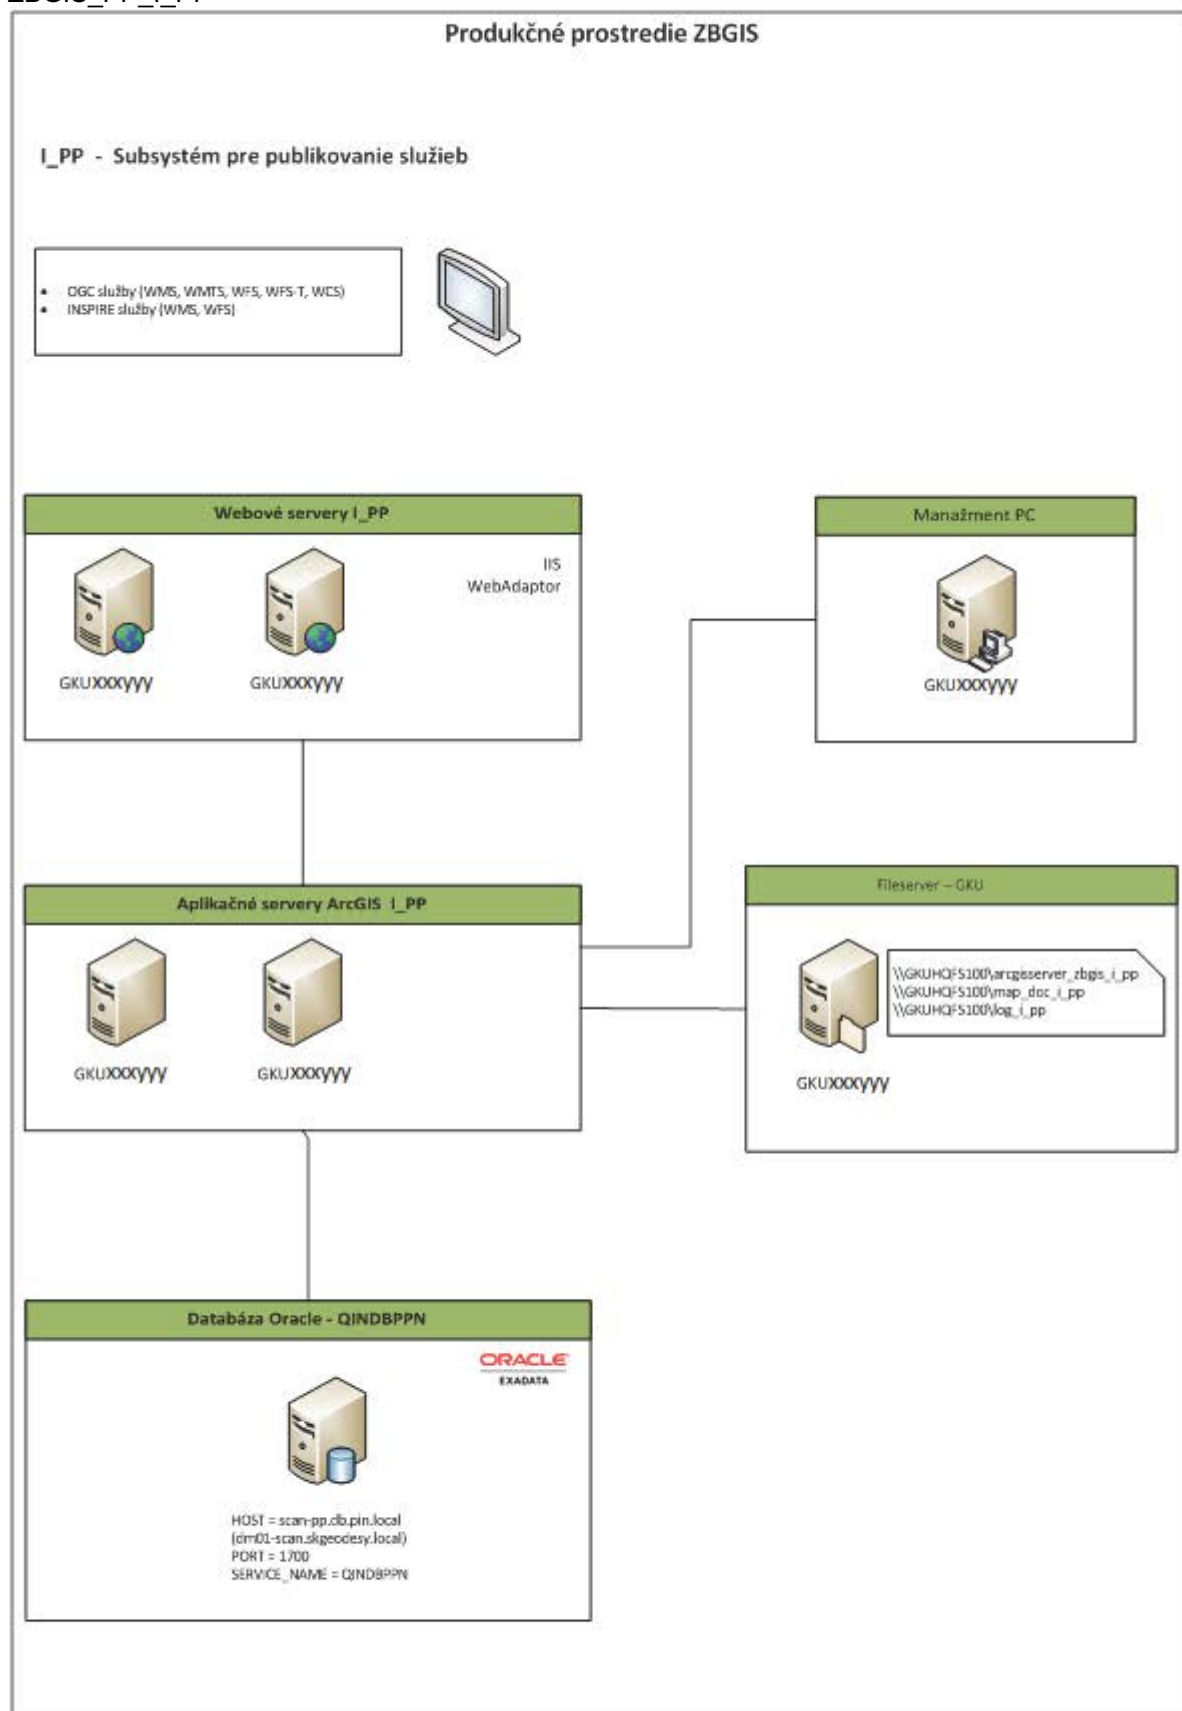 ZBGIS_PP_I_PP
Produkčné prostredie ZBGIS
I_PP - Subsystém pre publikovanie služieb
• OGC služby (WMS, WMTS, WFS, WFS-T, WCS)
• INSPIRE služby (WMS, WFS)
Webové servery I_PP
IIS
WebAdaptor
GKUXXXyyy
GKUXXXyyy
Manažment PC
GKUXXXyyy
Aplikačné servery ArcGIS I_PP
GKUXXXyyy
GKUXXXyyy
Fileserver – GKU
\\GKUHQFS100\arcgisserver_zbgis_i_pp
\\GKUHQFS100\map_doc_i_pp
\\GKUHQFS100\log_i_pp
GKUXXXyyy
Databáza Oracle - QINDBPPN
ORACLE
EXADATA
HOST = scan-pp.db.pin.local
(dm01-scan.skgeodesy.local)
PORT = 1700
SERVICE_NAME = QINDBPPN